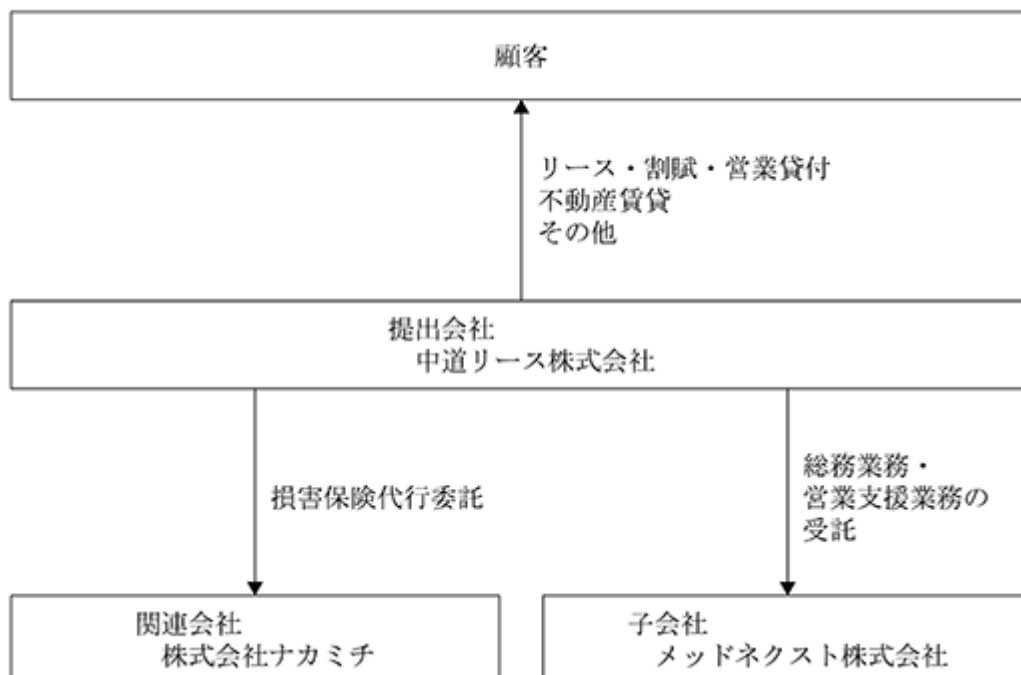 顧客
リース・割賦・営業貸付
不動産賃貸
その他
提出会社
中道リース株式会社
損害保険代行委託
総務業務・
営業支援業務の
受託
関連会社
株式会社ナカミチ
子会社
メッドネクスト株式会社